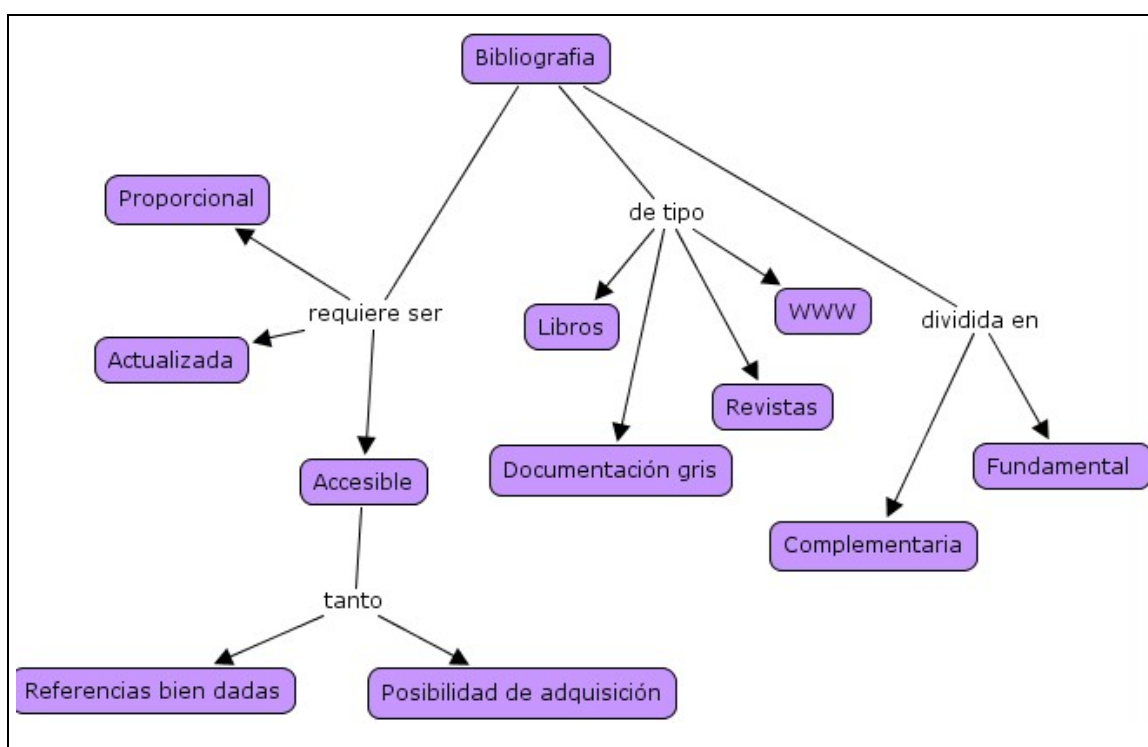 Bibliografia
Proporcional
de tipo
requiere ser
Libros
WWW
dividida en
Actualizada
Revistas
Accesible
Documentación gris
Fundamental
Complementaria
tanto
Referencias bien dadas
Posibilidad de adquisición